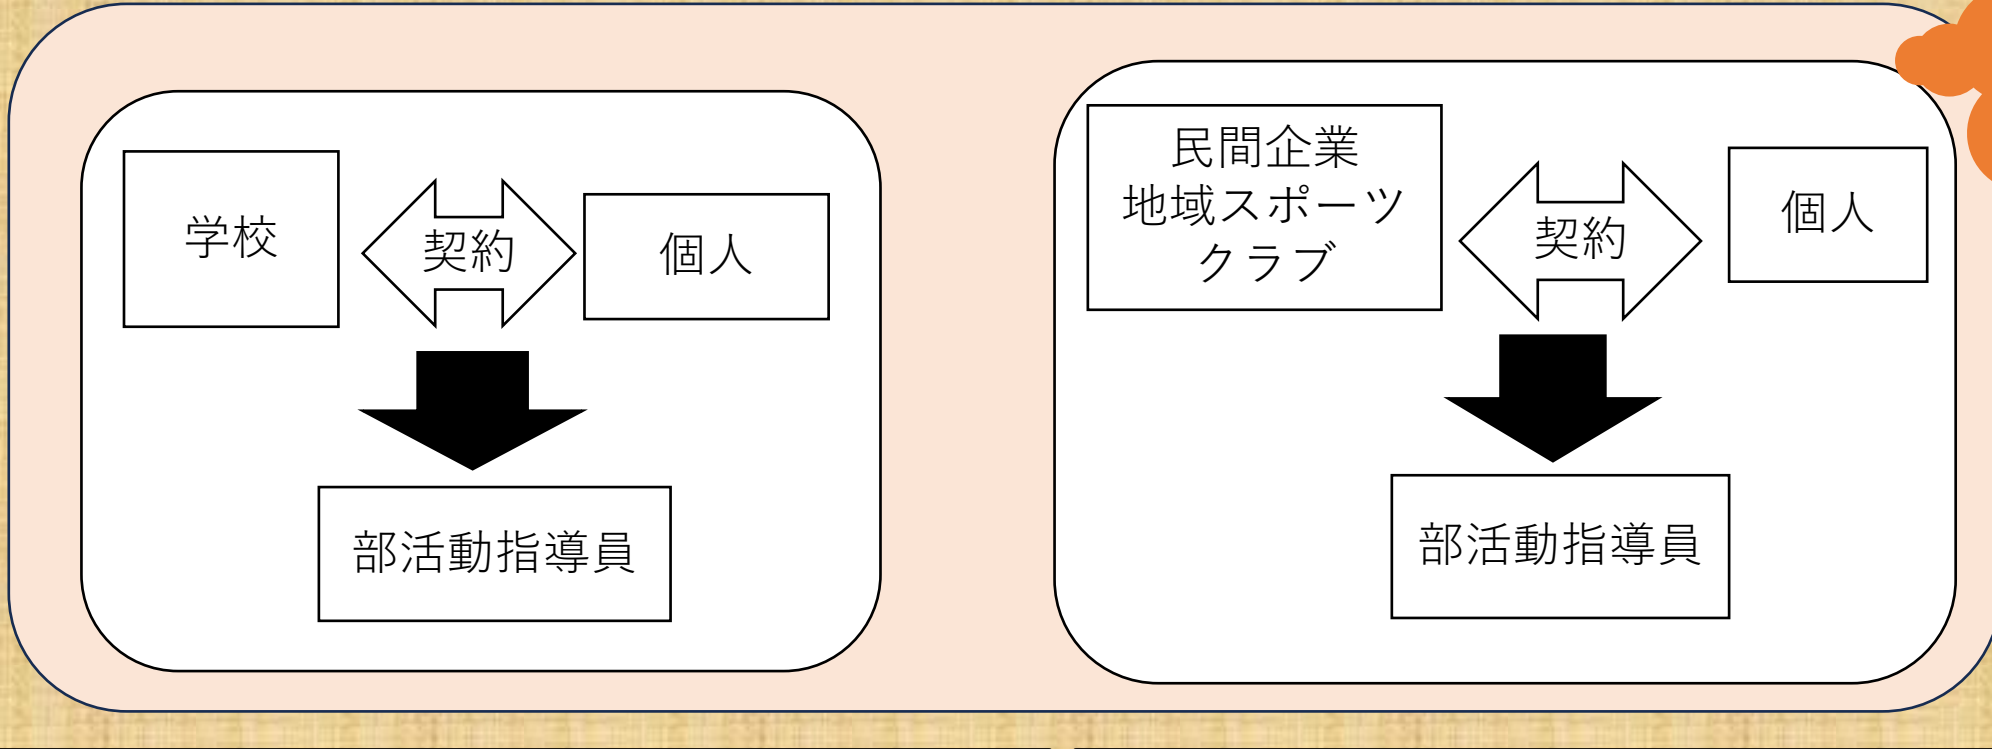 学校
契約
個人
部活動指導員
民間企業
地域スポーツ
クラブ
契約
個人
部活動指導員